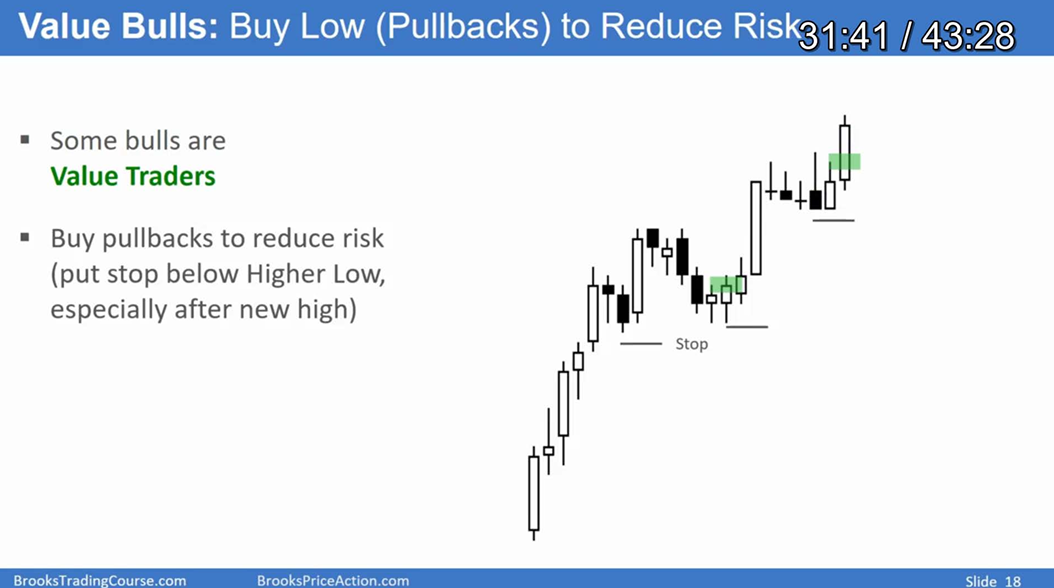 Value Bulls: Buy Low (Pullbacks) to Reduce Risk
31:41 / 43:28
▪ Some bulls are
Value Traders
▪ Buy pullbacks to reduce risk
(put stop below Higher Low,
especially after new high)
Stop
BrooksTradingCourse.com
BrooksPriceAction.com
Slide 18